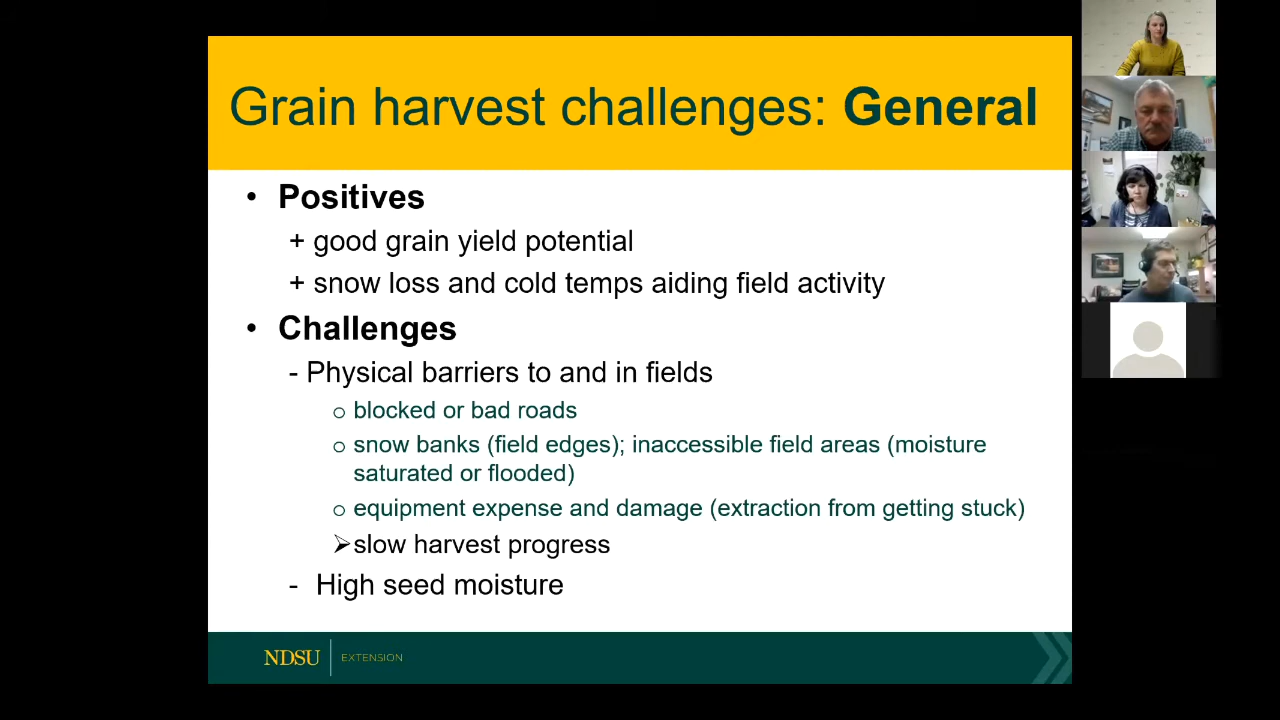 Grain harvest challenges: General
• Positives
+ good grain yield potential
+ snow loss and cold temps aiding field activity
• Challenges
- Physical barriers to and in fields
o blocked or bad roads
o snow banks (field edges); inaccessible field areas (moisture
saturated or flooded)
o equipment expense and damage (extraction from getting stuck)
➢slow harvest progress
- High seed moisture
NDSU EXTENSION